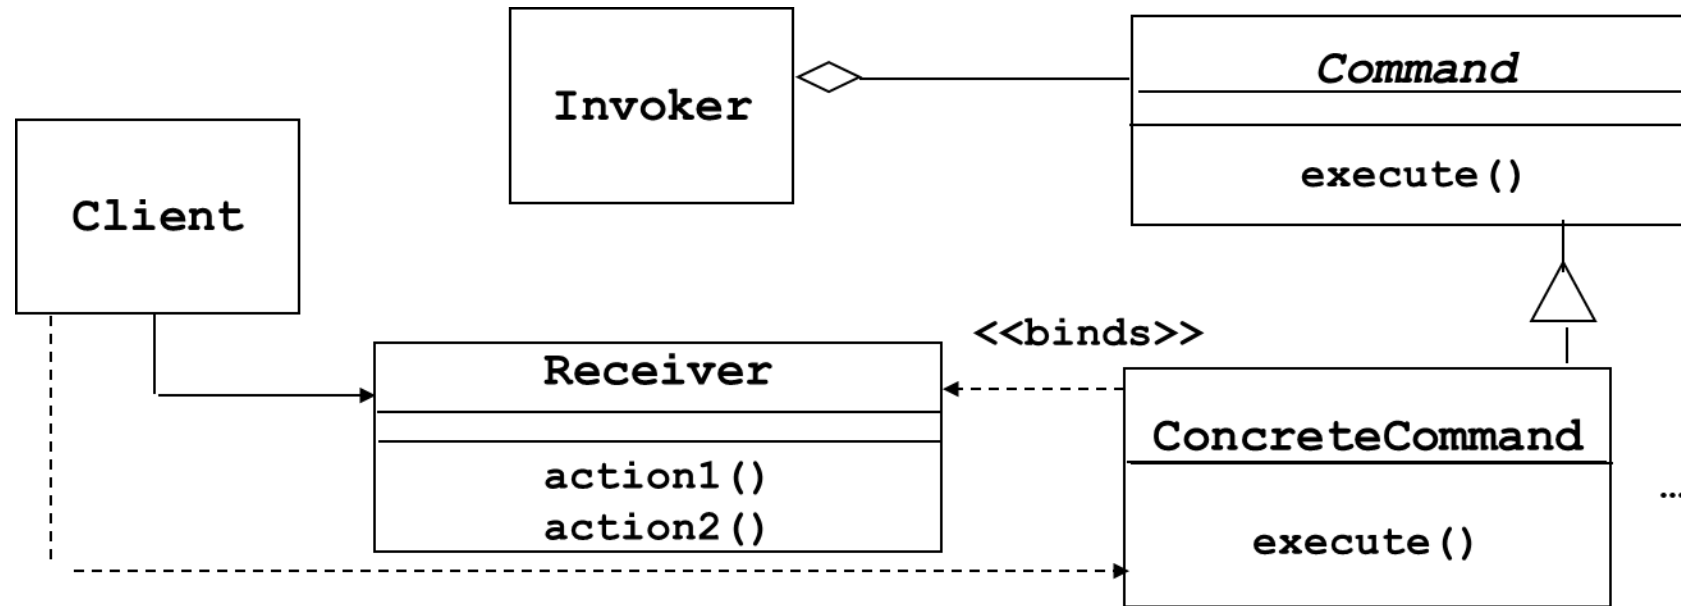 Command
Invoker
execute()
Client
<<binds>>
Receiver
ConcreteCommand
action1()
action2()
execute()
…